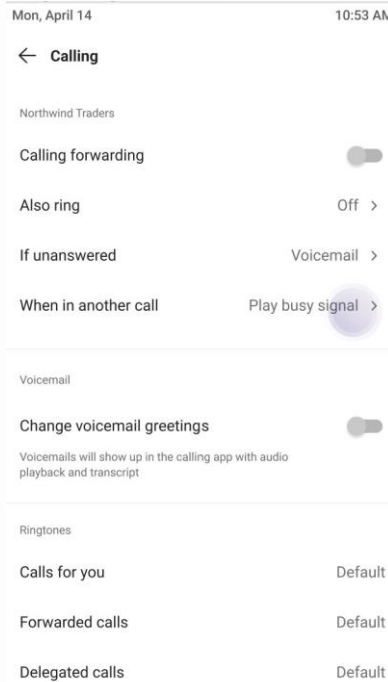 Mon, April 14 10:53 AM
Calling
Northwind Traders
Calling forwarding
Also ring Off
If unanswered Voicemail
When in another call Play busy signal
Voicemail
Change voicemail greetings
Voicemails will show up in the calling app with audio
playback and transcript
Ringtones
Calls for you Default
Forwarded calls Default
Delegated calls Default